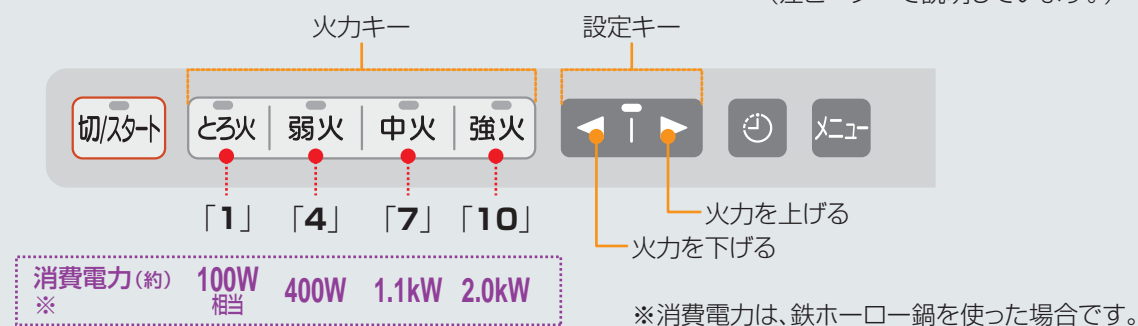 火力キー 設定キー
切/スタート とろ火 弱火 中火 強火 メニュー
「1」 「4」 「7」 「10」
火力を上げる
火力を下げる
消費電力(約) 100W 400W 1.1kW 2.0kW
※ 相当
※消費電力は、鉄ホーロー鍋を使った場合です。